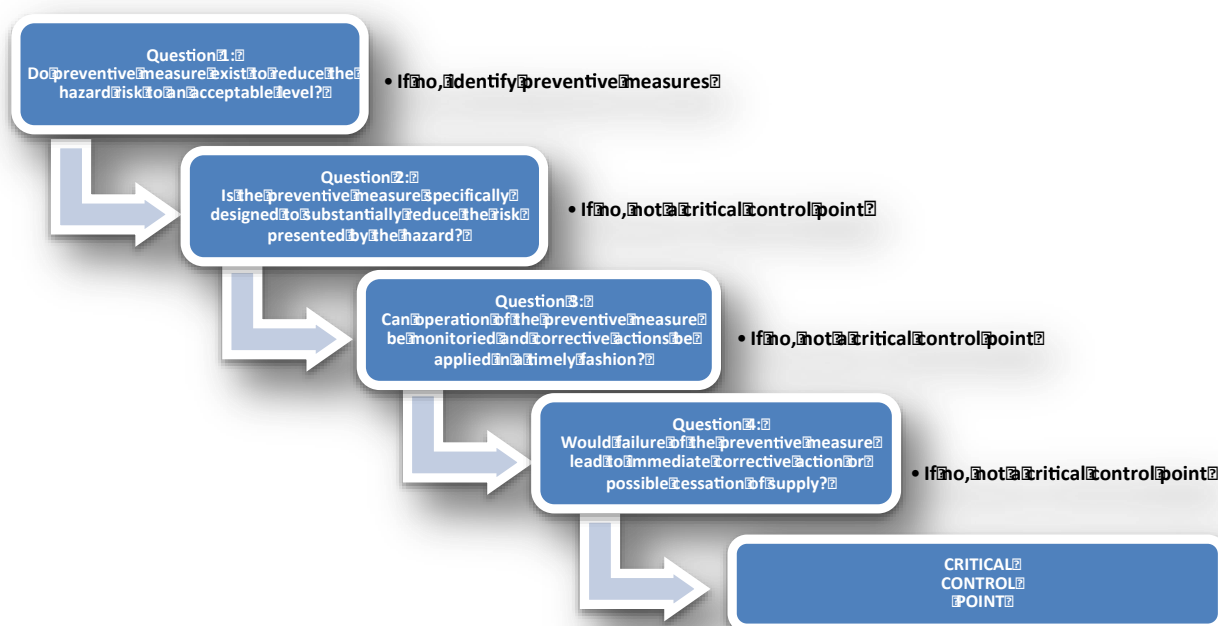 Question 1:
Do preventive measure exist to reduce the
hazard risk to an acceptable level?
• If no, identify preventive measures
Question 2:
Is the preventive measure specifically
designed to substantially reduce the risk
presented by the hazard?
• If no, not a critical control point
Question 3:
Can operation of the preventive measure
be monitoried and corrective actions be
applied in a timely fashion?
• If no, not a critical control point
Question 4:
Would failure of the preventive measure
lead to immediate corrective action or
possible cessation of supply?
• If no, not a critical control point
CRITICAL
CONTROL
POINT